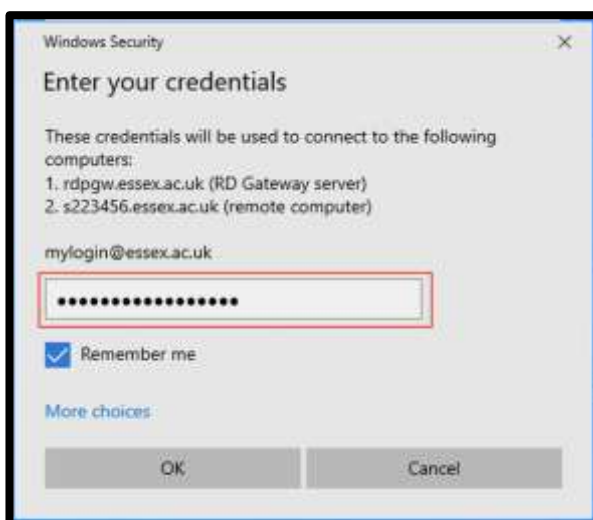 Windows Security
Enter your credentials
These credentials will be used to connect to the following
computers:
1. rdpgw.essex.ac.uk (RD Gateway server)
2. s223456.essex.ac.uk (remote computer)
mylogin@essex.ac.uk
•••••••••••••••••
Remember me
More choices
OK Cancel